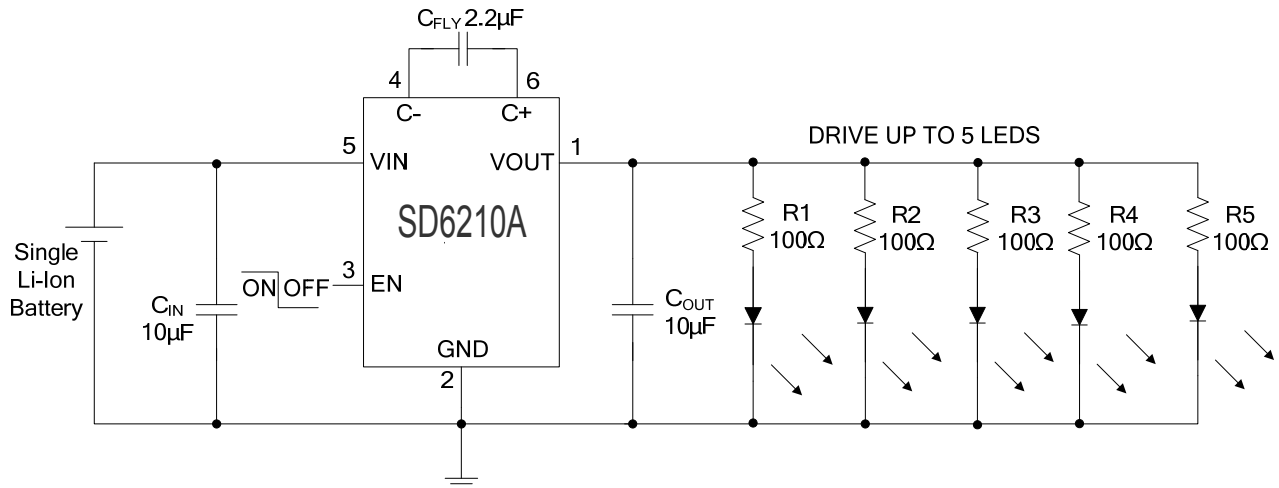 CFLY 2.2µF
4
6
C-
C+
DRIVE UP TO 5 LEDS
5
VIN
VOUT
1
SD6210A
R1
100Ω
R2
100Ω
R3
100Ω
R4
100Ω
R5
100Ω
Single
Li-Ion
Battery
ON OFF
3
EN
CIN
10µF
COUT
10µF
GND
2